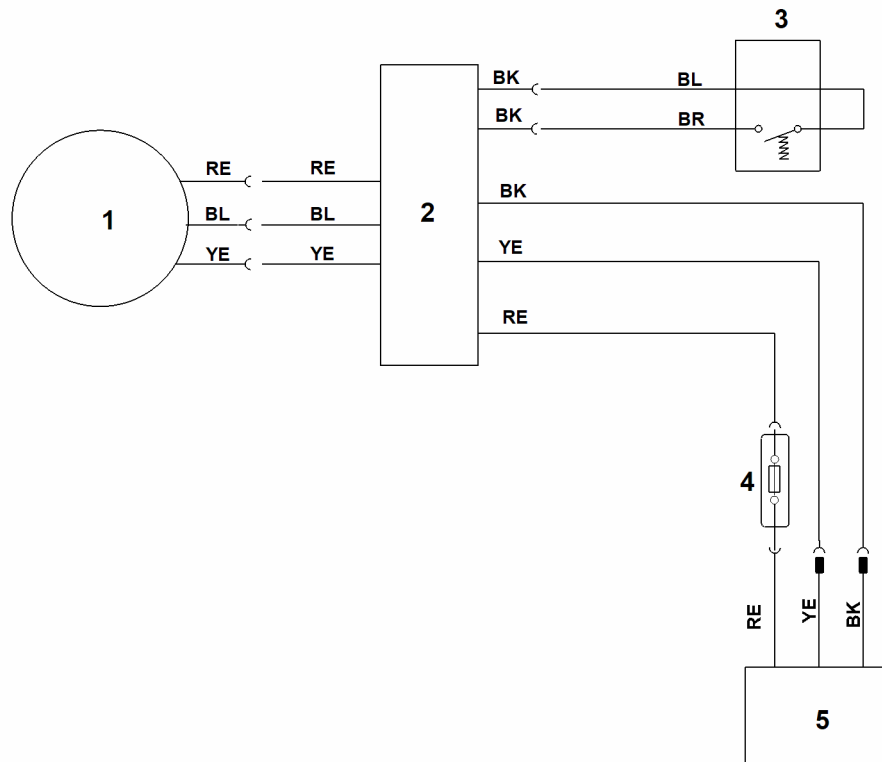 3
BK BL
BK BR
RE RE
BK
1 BL BL 2
YE YE
YE
RE
4
RE YE BK
5